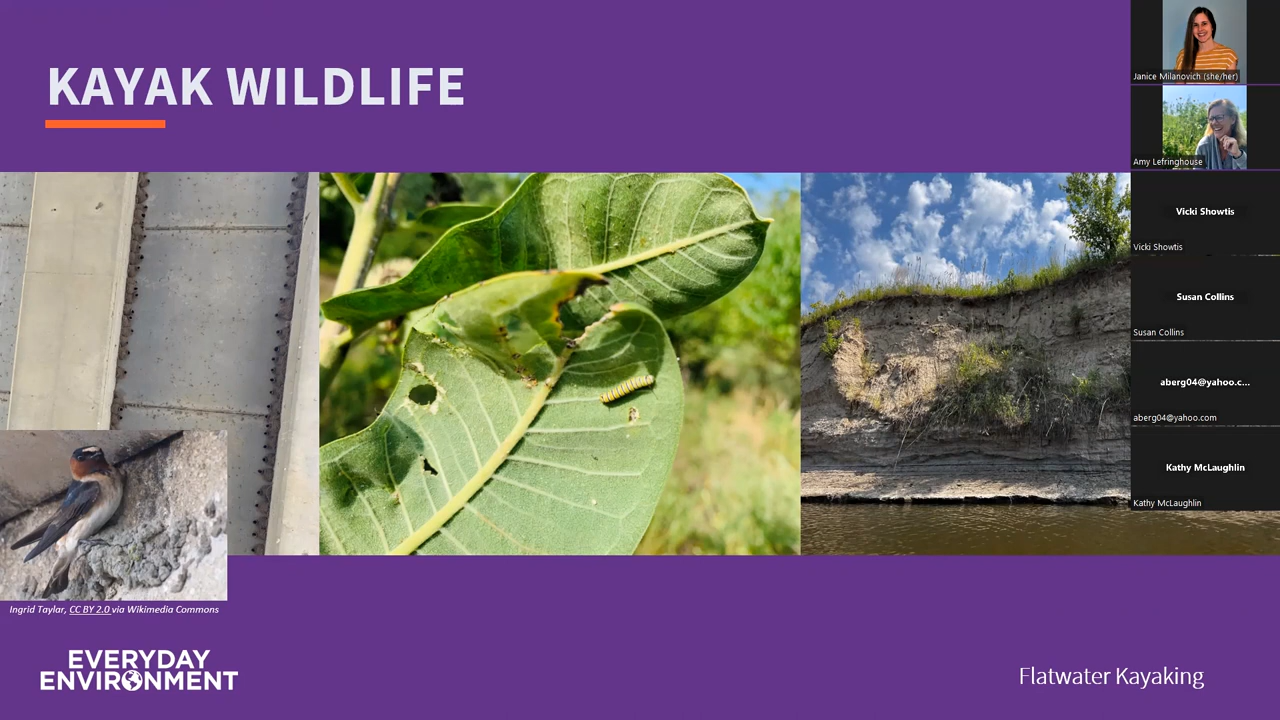 KAYAK WILDLIFE
Janice Milanovich (she/her)
Amy Lefringhouse
Vicki Showtis
Vicki Showtis
Susan Collins
Susan Collins
aberg04@yahoo.c...
aberg04@yahoo.com
Kathy McLaughlin
Kathy McLaughlin
Ingrid Taylar, CC BY 2.0 via Wikimedia Commons
EVERYDAY
ENVIRONMENT
Flatwater Kayaking